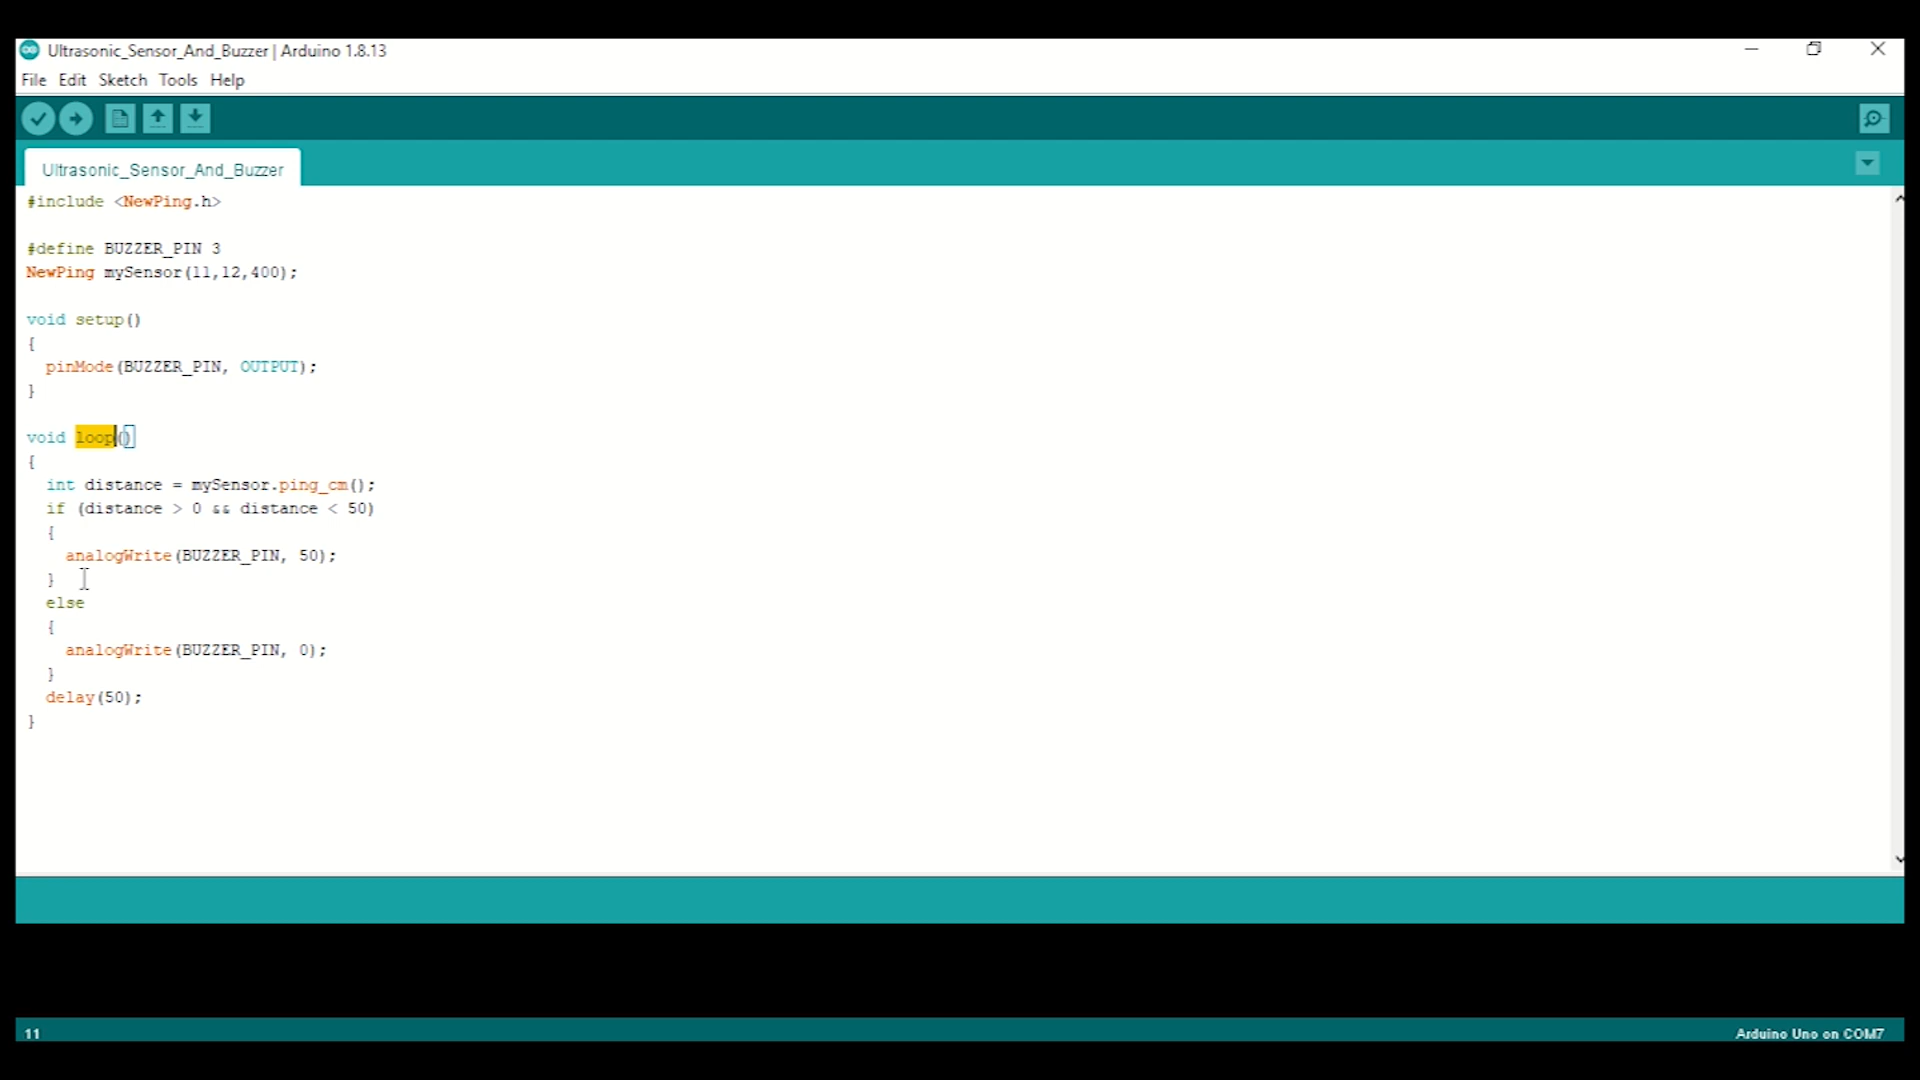 Ultrasonic_Sensor_And_Buzzer | Arduino 1.8.13
File Edit Sketch Tools Help
Ultrasonic_Sensor_And_Buzzer
#include <NewPing.h>
#define BUZZER_PIN 3
NewPing mySensor(11,12,400);
void setup()
{
pinMode(BUZZER_PIN, OUTPUT);
}
void loop()
{
int distance = mySensor.ping_cm();
if (distance > 0 && distance < 50)
{
analogWrite(BUZZER_PIN, 50);
}
else
{
analogWrite(BUZZER_PIN, 0);
}
delay(50);
}
11
Arduino Uno on COM7